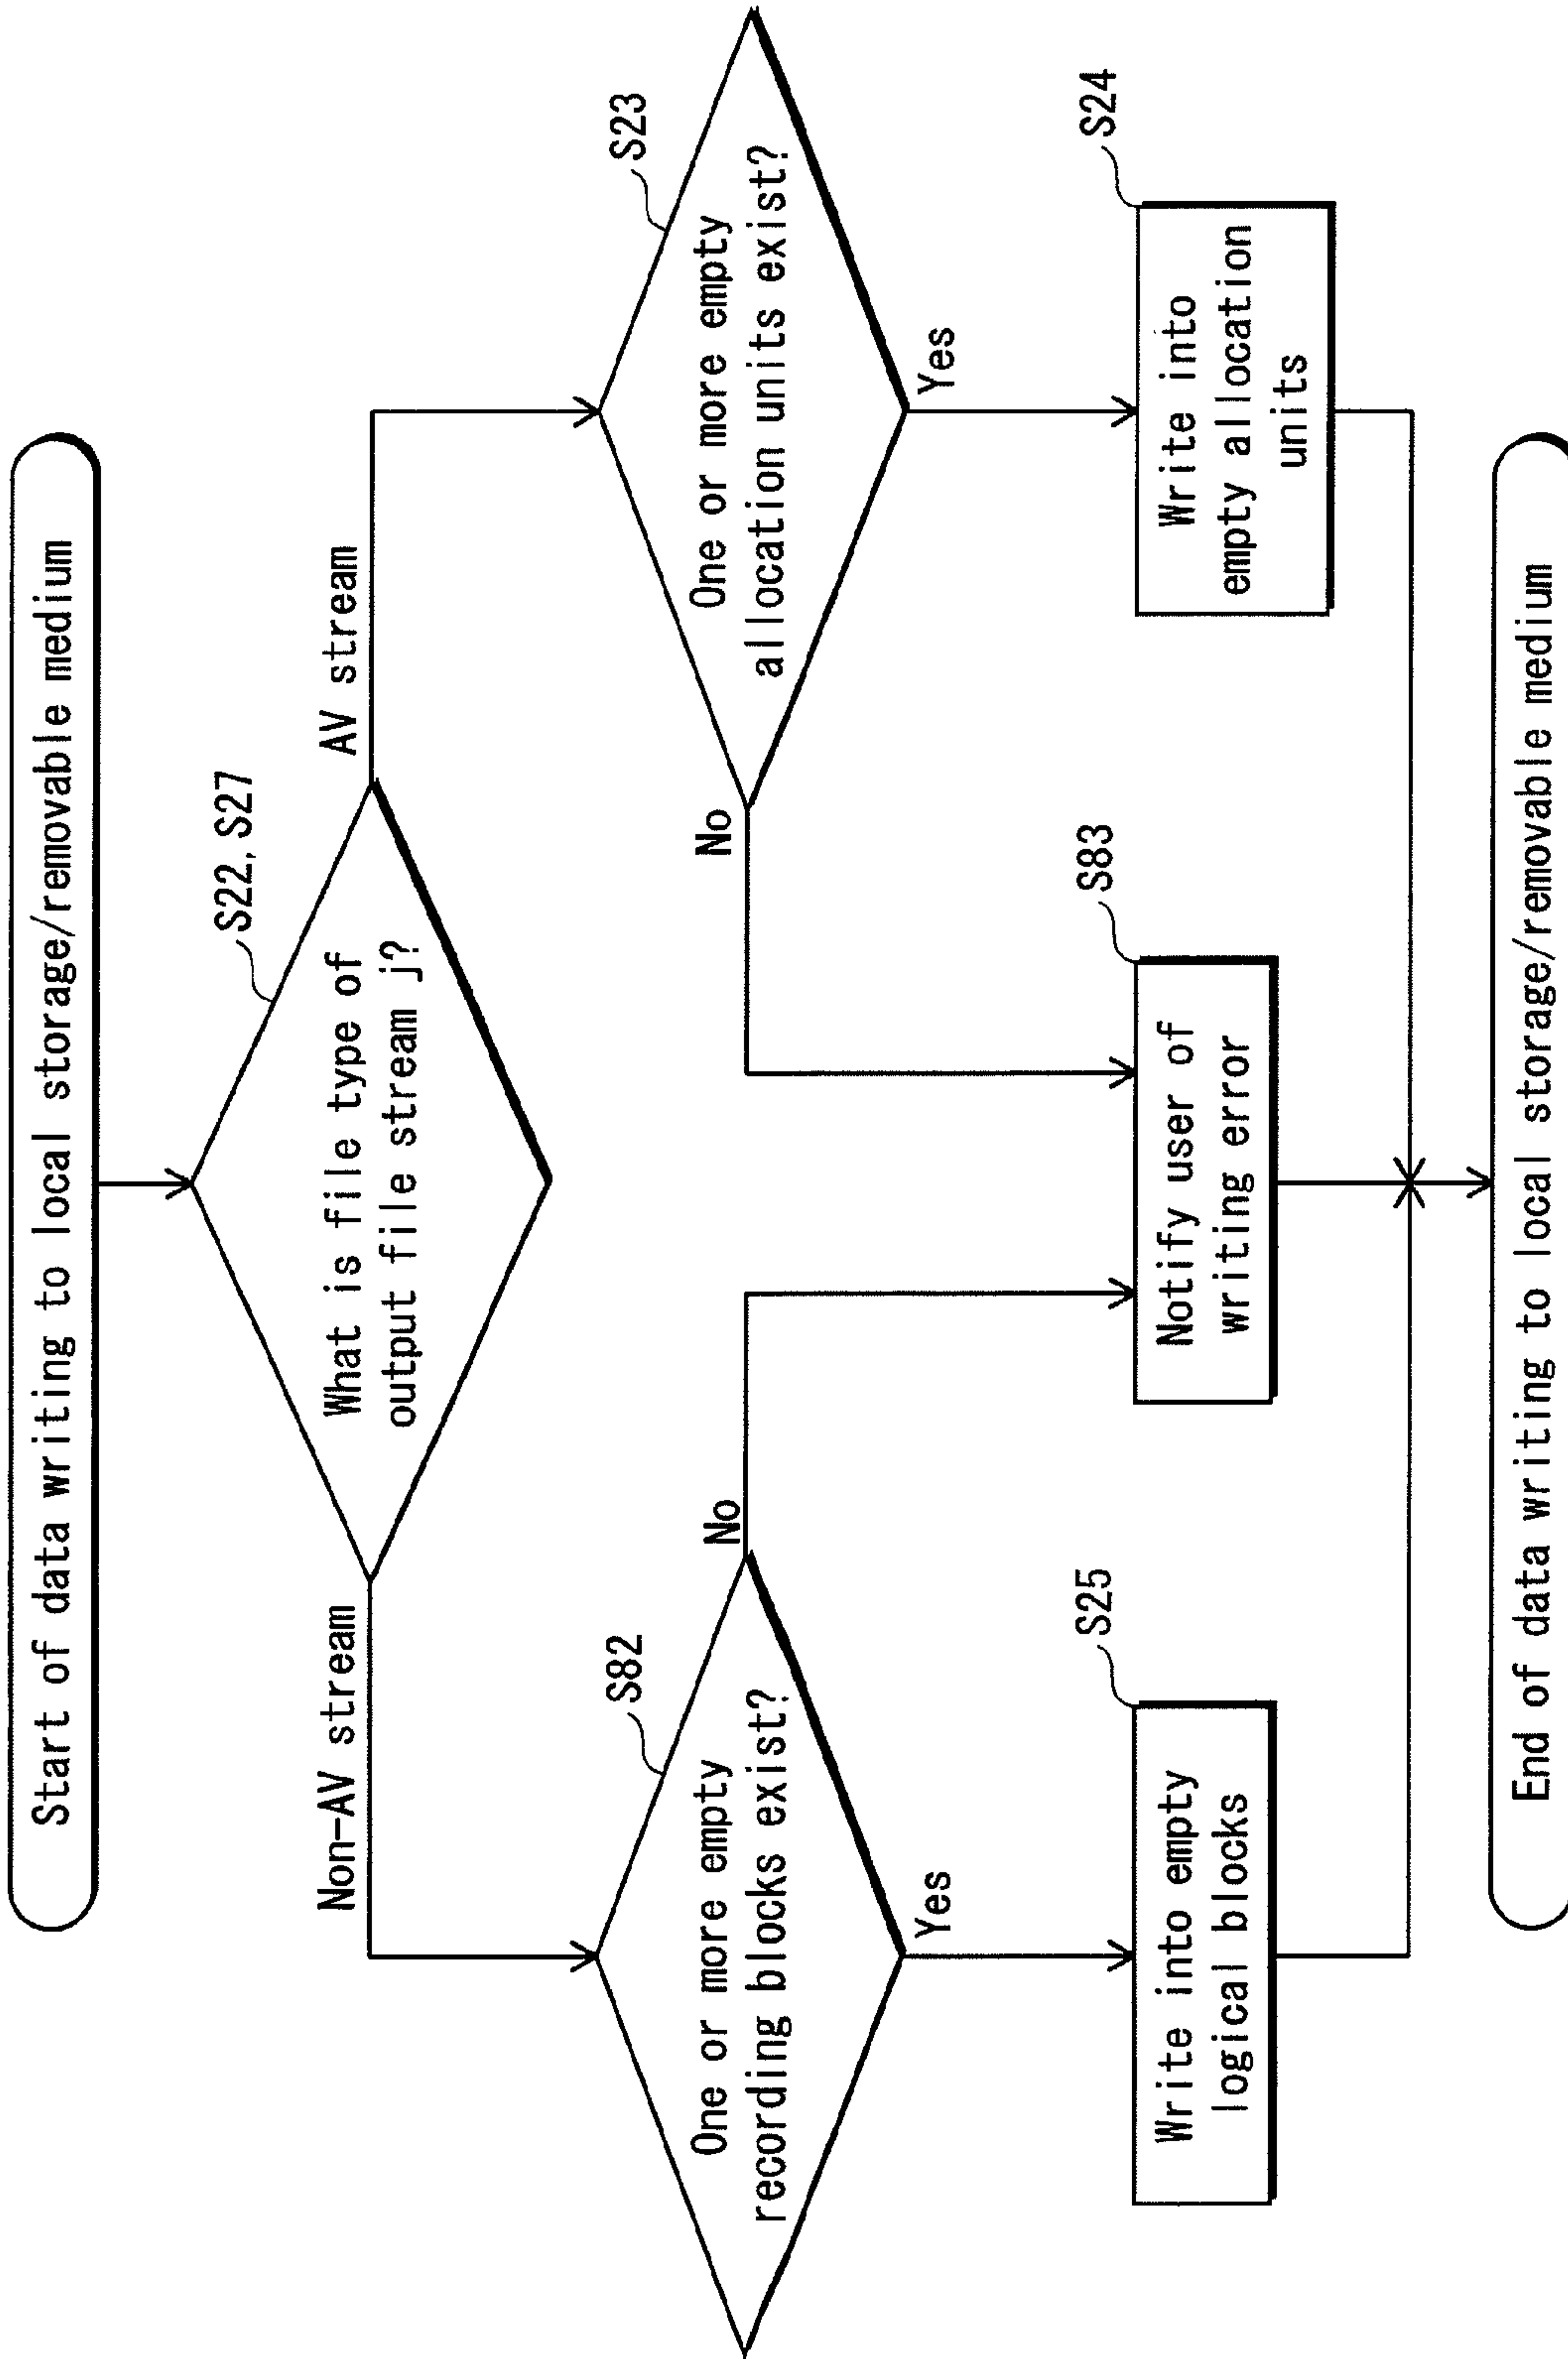 Start of data writing to local storage/removable medium
S22, S27
What is file type of
output file stream j?
Non-AV stream
AV stream
S82
One or more empty
recording blocks exist?
No
Yes
S23
One or more empty
allocation units exist?
No
Yes
S25
Write into empty
logical blocks
S83
Notify user of
writing error
S24
Write into
empty allocation
units
End of data writing to local storage/removable medium